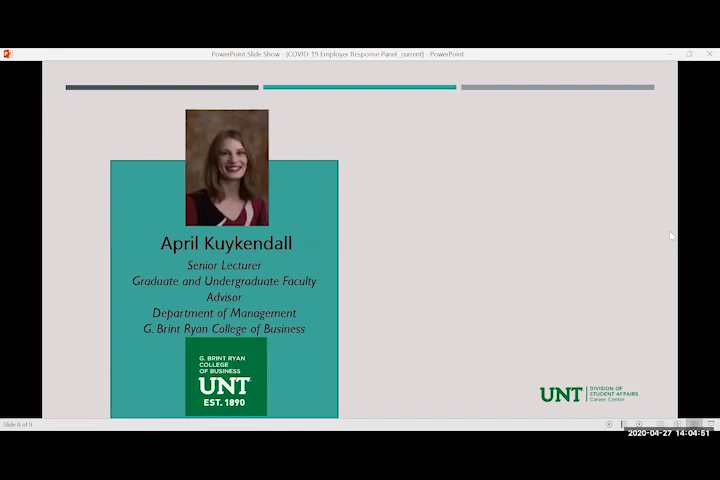 PowerPoint Slide Show - [COVID-19 Employer Response Panel _current] - PowerPoint
April Kuykendall
Senior Lecturer
Graduate and Undergraduate Faculty
Advisor
Department of Management
G. Brint Ryan College of Business
G. BRINT RYAN
COLLEGE
OF BUSINESS
UNT
EST. 1890
UNT
DIVISION OF
STUDENT AFFAIRS
Career Center
Slide 8 of 9
2020-04-27 14:04:51